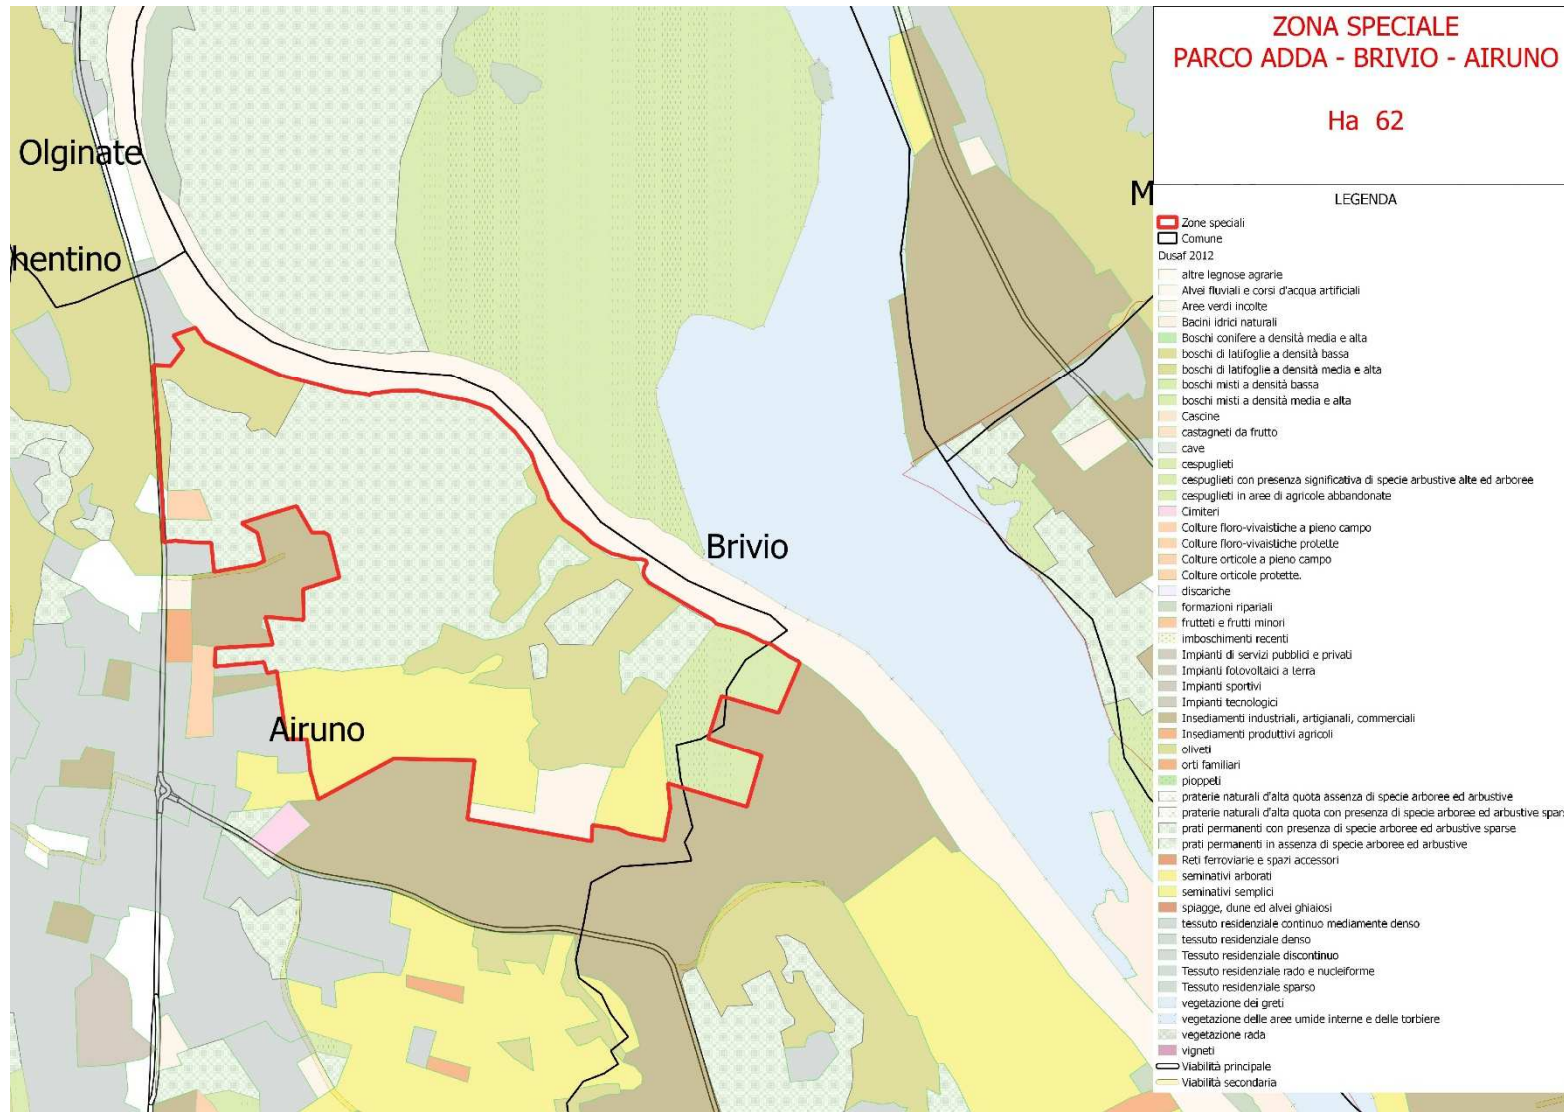 ZONA SPECIALE
PARCO ADDA - BRIVIO - AIRUNO
Ha 62
Olginate
hentino
M
Brivio
Airuno
LEGENDA
Zone speciali
Comune
Dusaf 2012
altre legnose agrarie
Alvei fluviali e corsi d'acqua artificiali
Aree verdi incolte
Bacini idrici naturali
Boschi conifere a densità media e alta
boschi di latifoglie a densità bassa
boschi di latifoglie a densità media e alta
boschi misti a densità bassa
boschi misti a densità media e alta
Cascine
castagneti da frutto
cave
cespuglieti
cespuglieti con presenza significativa di specie arbustive alte ed arboree
cespuglieti in aree di agricole abbandonate
Cimiteri
Colture floro-vivaistiche a pieno campo
Colture floro-vivaistiche protette
Colture orticole a pieno campo
Colture orticole protette.
discariche
formazioni ripariali
frutteti e frutti minori
imboschimenti recenti
Impianti di servizi pubblici e privati
Impianti fotovoltaici a terra
Impianti sportivi
Impianti tecnologici
Insediamenti industriali, artigianali, commerciali
Insediamenti produttivi agricoli
oliveti
orti familiari
pioppeti
praterie naturali d'alta quota assenza di specie arboree ed arbustive
praterie naturali d'alta quota con presenza di specie arboree ed arbustive spar
prati permanenti con presenza di specie arboree ed arbustive sparse
prati permanenti in assenza di specie arboree ed arbustive
Reti ferroviarie e spazi accessori
seminativi arborati
seminativi semplici
spiagge, dune ed alvei ghiaiosi
tessuto residenziale continuo mediamente denso
tessuto residenziale denso
Tessuto residenziale discontinuo
Tessuto residenziale rado e nucleiforme
Tessuto residenziale sparso
vegetazione dei greti
vegetazione delle aree umide interne e delle torbiere
vegetazione rada
vigneti
Viabilità principale
Viabilità secondaria